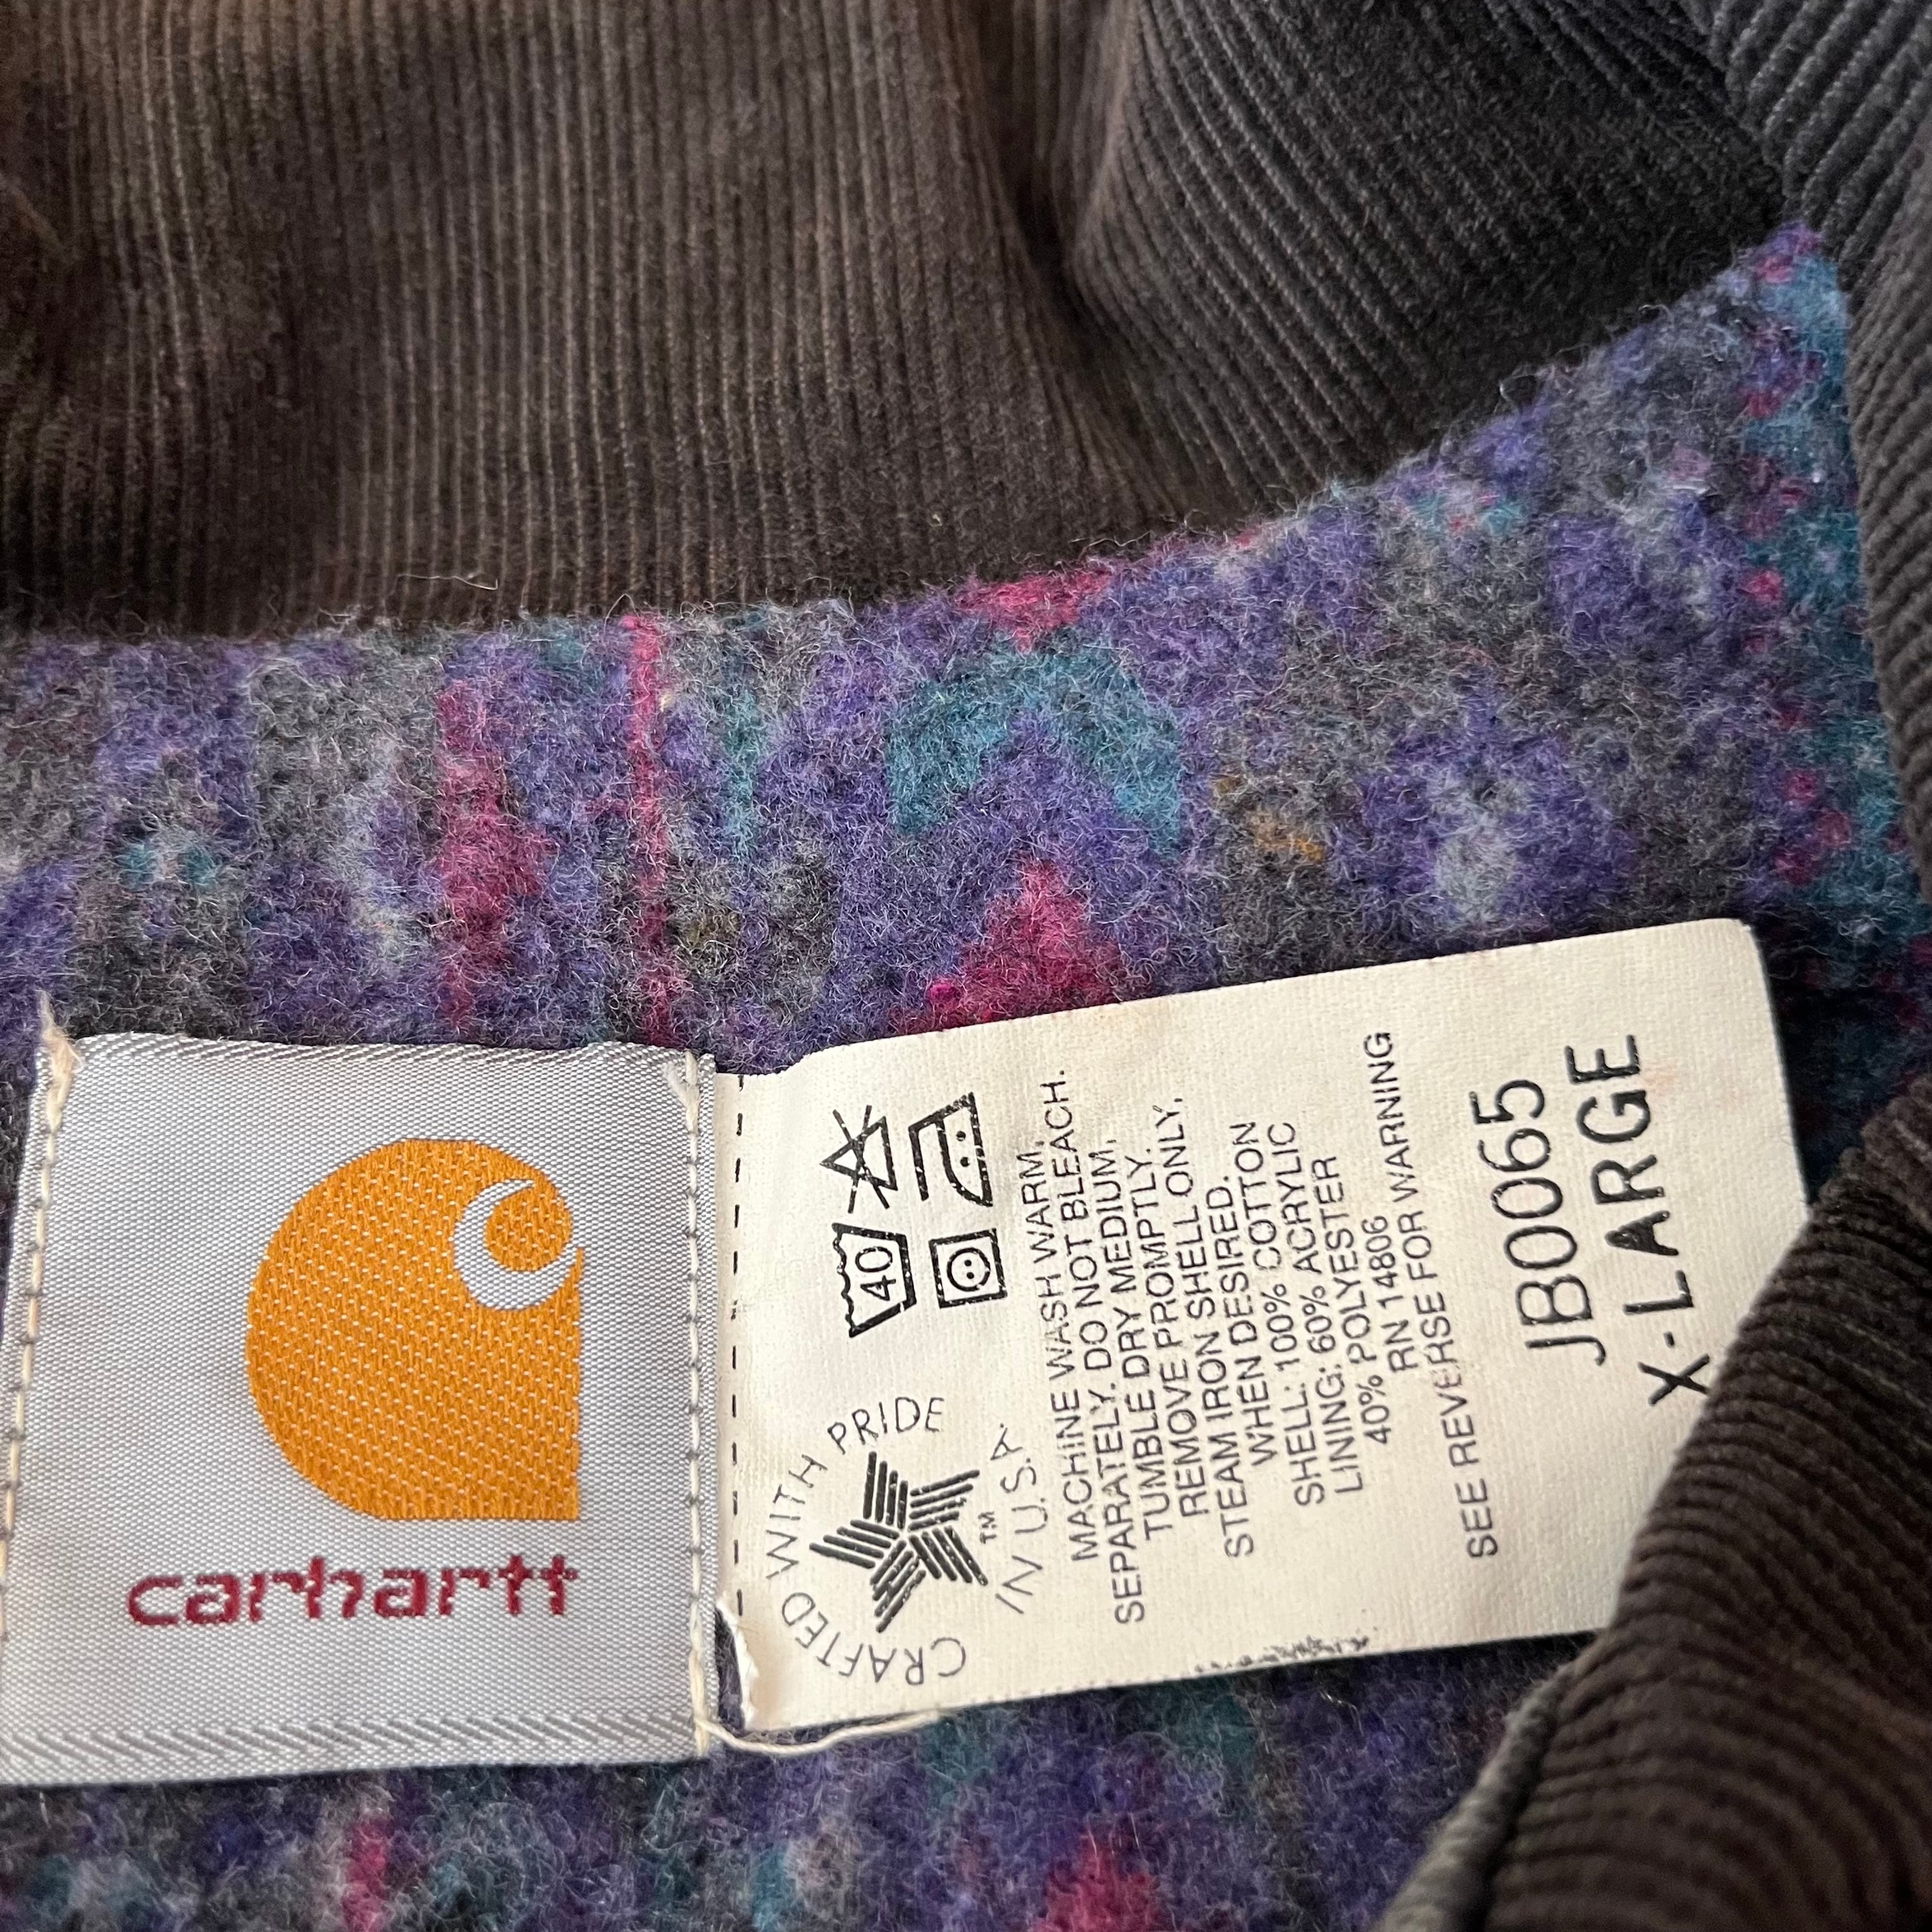 carhartt
CRAFTED WITH PRIDE
IN U.S.A.
TM
40
MACHINE WASH WARM,
SEPARATELY. DO NOT BLEACH.
TUMBLE DRY MEDIUM,
REMOVE PROMPTLY.
STEAM IRON SHELL ONLY,
WHEN DESIRED.
SHELL: 100% COTTON
LINING: 60% ACRYLIC
40% POLYESTER
RN 14806
SEE REVERSE FOR WARNING
JB0065
X-LARGE